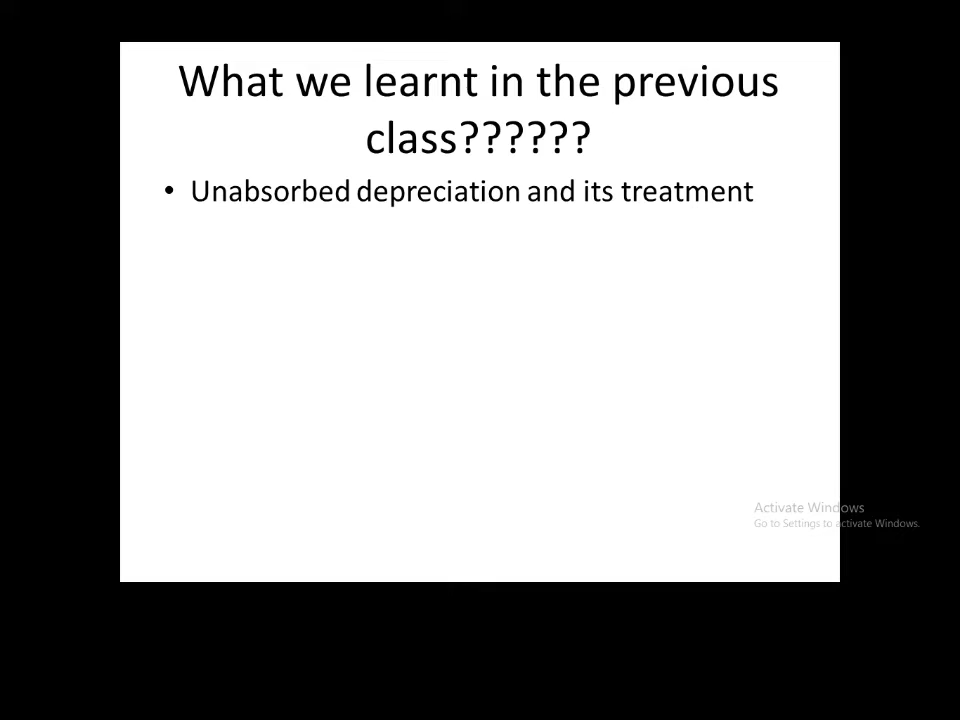 What we learnt in the previous
class??????
• Unabsorbed depreciation and its treatment
Activate Windows
Go to Settings to activate Windows.